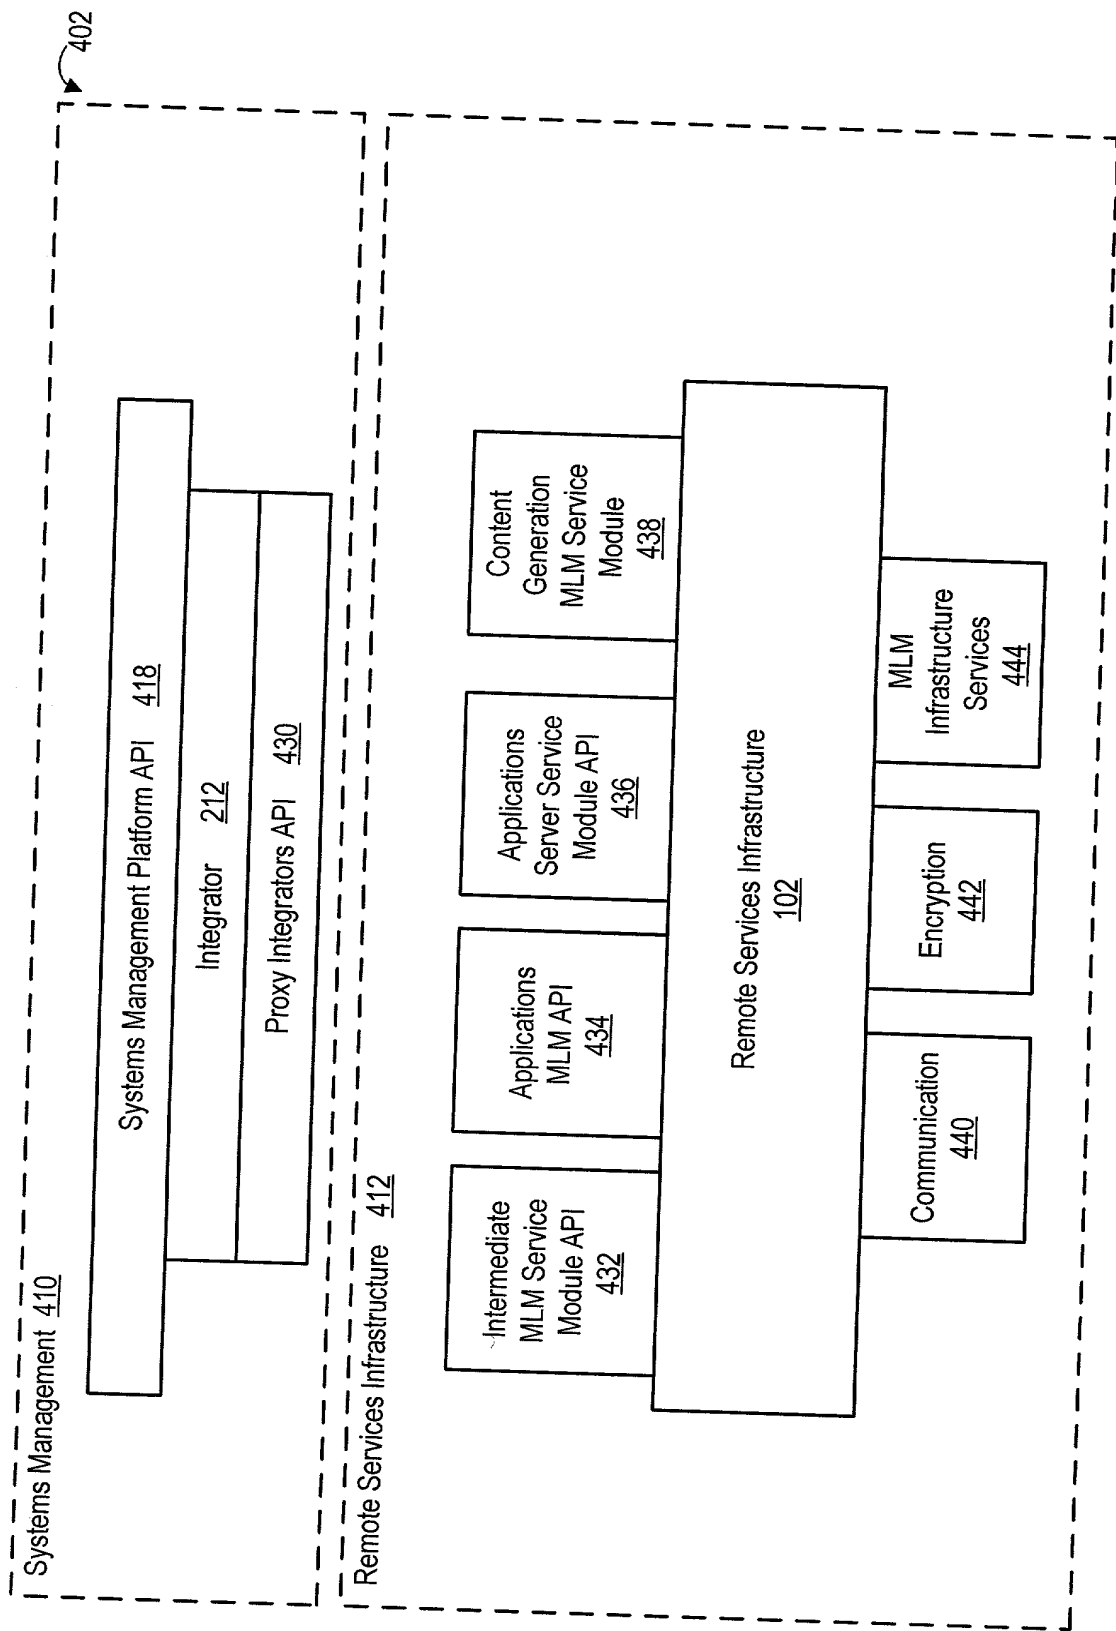 402
Systems Management 410
Systems Management Platform API 418
Integrator 212
Proxy Integrators API 430
Remote Services Infrastructure 412
Intermediate
MLM Service
Module API
432
Applications
MLM API
434
Applications
Server Service
Module API
436
Content
Generation
MLM Service
Module
438
Remote Services Infrastructure
102
Communication
440
Encryption
442
MLM
Infrastructure
Services
444